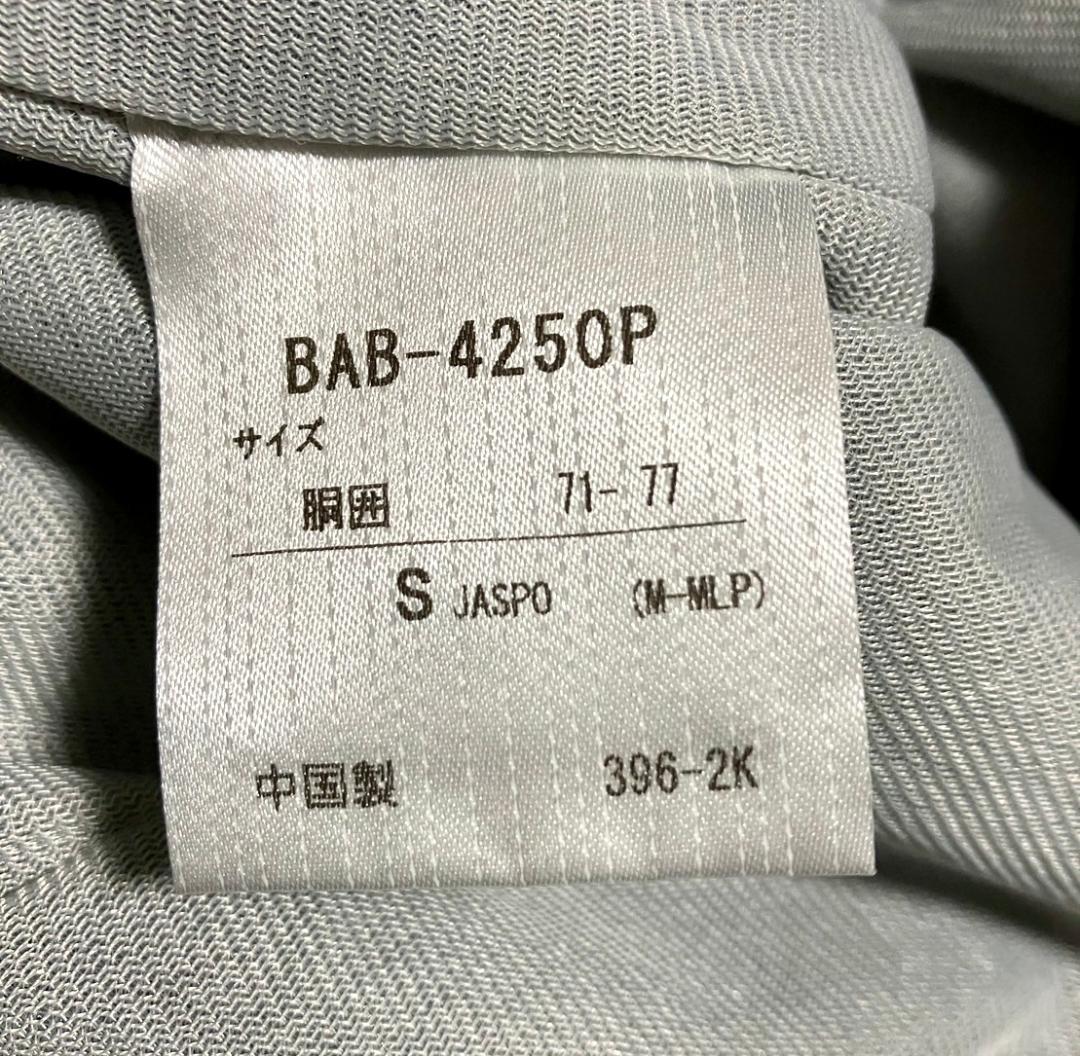 BAB-4250P
サイズ
胴囲 71- 77
S JASPO (M-MLP)
中国製 396-2K